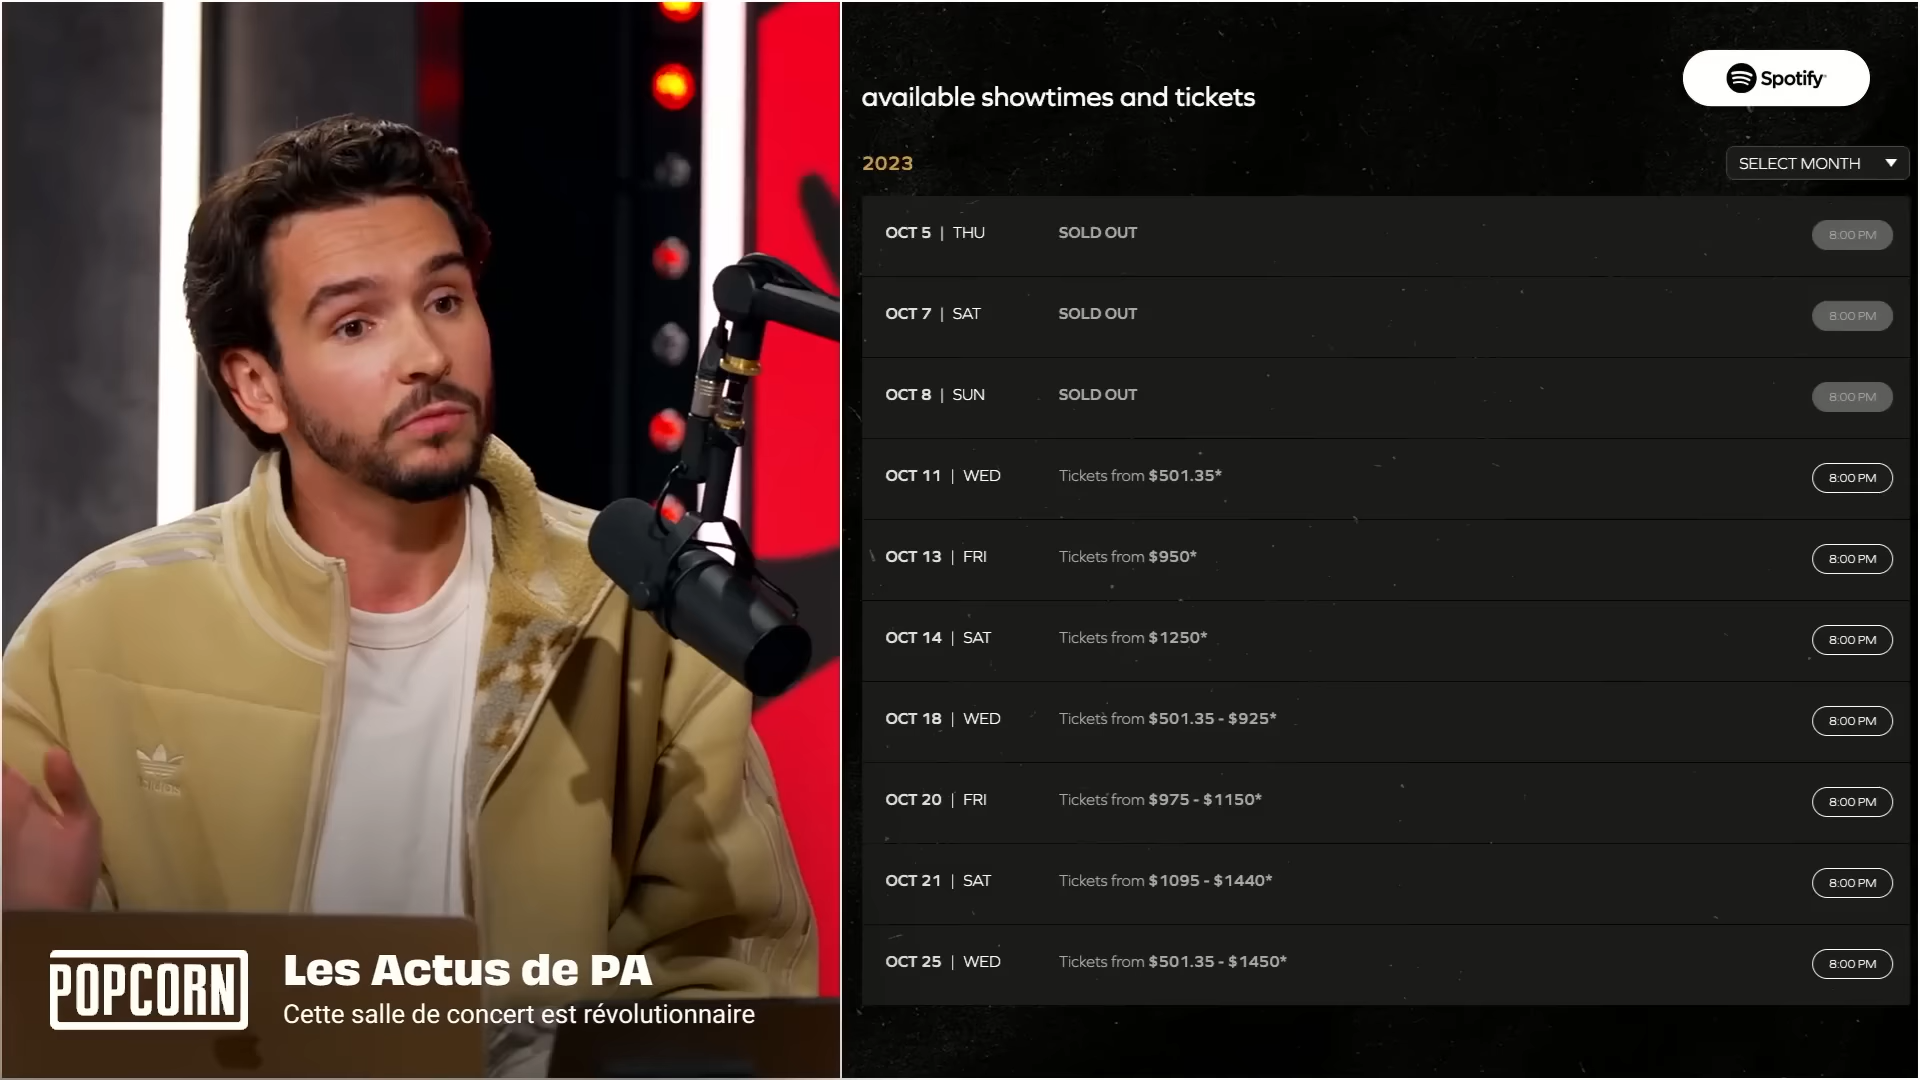 Spotify
available showtimes and tickets
2023
SELECT MONTH
OCT 5 | THU SOLD OUT 8:00 PM
OCT 7 | SAT SOLD OUT 8:00 PM
OCT 8 | SUN SOLD OUT 8:00 PM
OCT 11 | WED Tickets from $501.35* 8:00 PM
OCT 13 | FRI Tickets from $950* 8:00 PM
OCT 14 | SAT Tickets from $1250* 8:00 PM
OCT 18 | WED Tickets from $501.35 - $925* 8:00 PM
OCT 20 | FRI Tickets from $975 - $1150* 8:00 PM
OCT 21 | SAT Tickets from $1095 - $1440* 8:00 PM
OCT 25 | WED Tickets from $501.35 - $1450* 8:00 PM
adidas
POPCORN
Les Actus de PA
Cette salle de concert est révolutionnaire